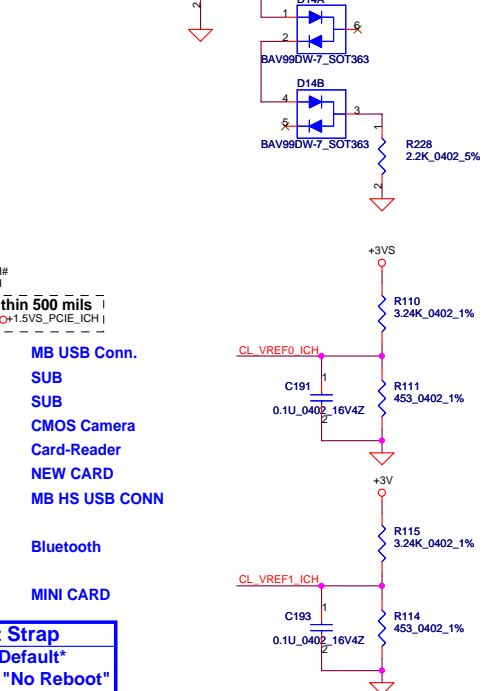 2
D14A
1
6
2
BAV99DW-7_SOT363
D14B
4
3
5
BAV99DW-7_SOT363
1
R228
2.2K_0402_5%
2
+3VS
thin 500 mils
+1.5VS_PCIE_ICH
R110
3.24K_0402_1%
MB USB Conn.
CL_VREF0_ICH
SUB
1
C191
R111
453_0402_1%
SUB
0.1U_0402_16V4Z
2
CMOS Camera
Card-Reader
NEW CARD
+3V
MB HS USB CONN
R115
3.24K_0402_1%
Bluetooth
CL_VREF1_ICH
MINI CARD
1
C193
R114
453_0402_1%
0.1U_0402_16V4Z
2
Strap
Default*
"No Reboot"